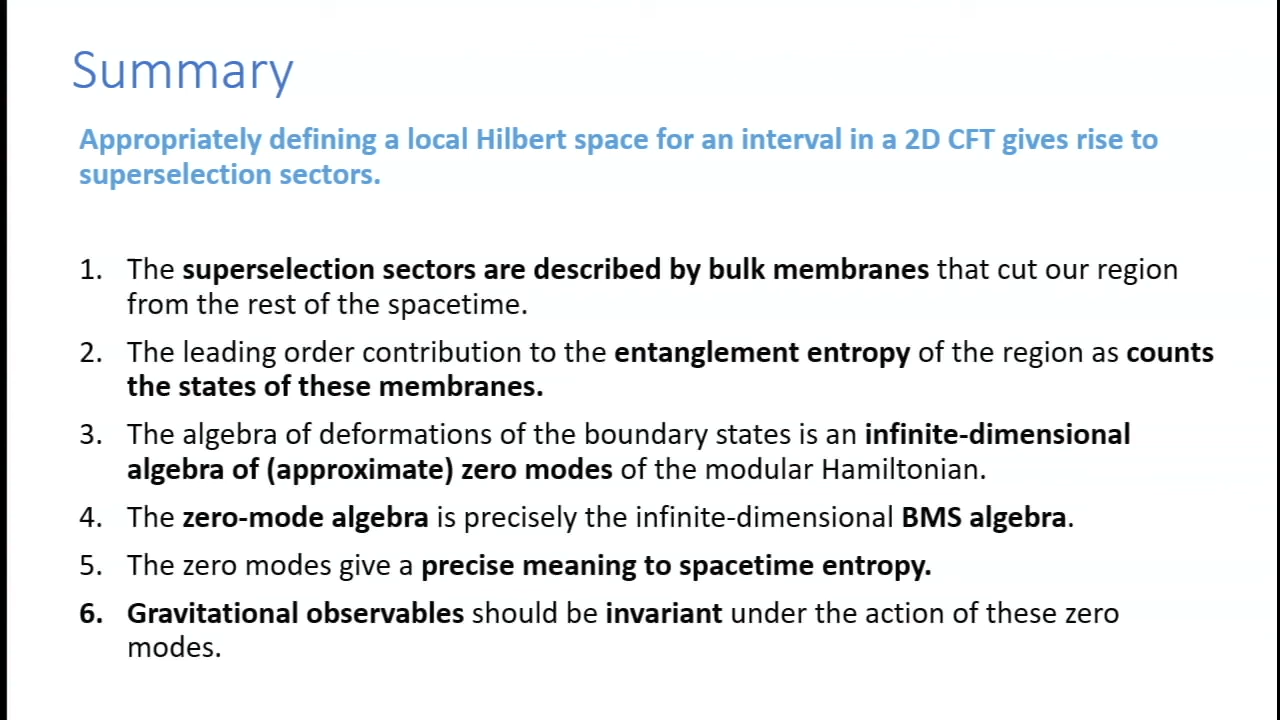 Summary
Appropriately defining a local Hilbert space for an interval in a 2D CFT gives rise to
superselection sectors.
1. The superselection sectors are described by bulk membranes that cut our region
from the rest of the spacetime.
2. The leading order contribution to the entanglement entropy of the region as counts
the states of these membranes.
3. The algebra of deformations of the boundary states is an infinite-dimensional
algebra of (approximate) zero modes of the modular Hamiltonian.
4. The zero-mode algebra is precisely the infinite-dimensional BMS algebra.
5. The zero modes give a precise meaning to spacetime entropy.
6. Gravitational observables should be invariant under the action of these zero
modes.